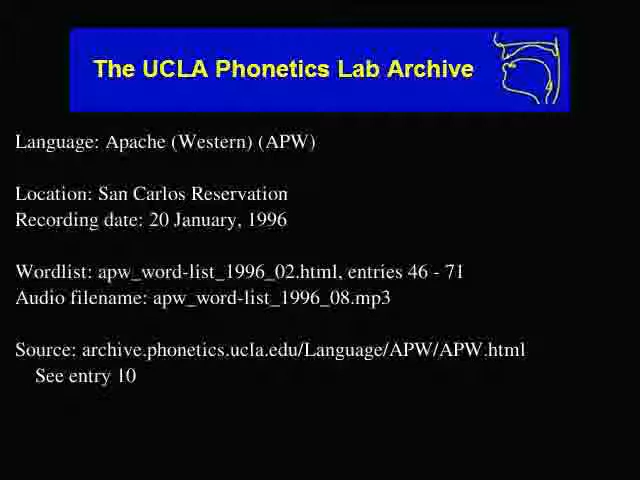 The UCLA Phonetics Lab Archive
Language: Apache (Western) (APW)
Location: San Carlos Reservation
Recording date: 20 January, 1996
Wordlist: apw_word-list_1996_02.html, entries 46 - 71
Audio filename: apw_word-list_1996_08.mp3
Source: archive.phonetics.ucla.edu/Language/APW/APW.html
See entry 10